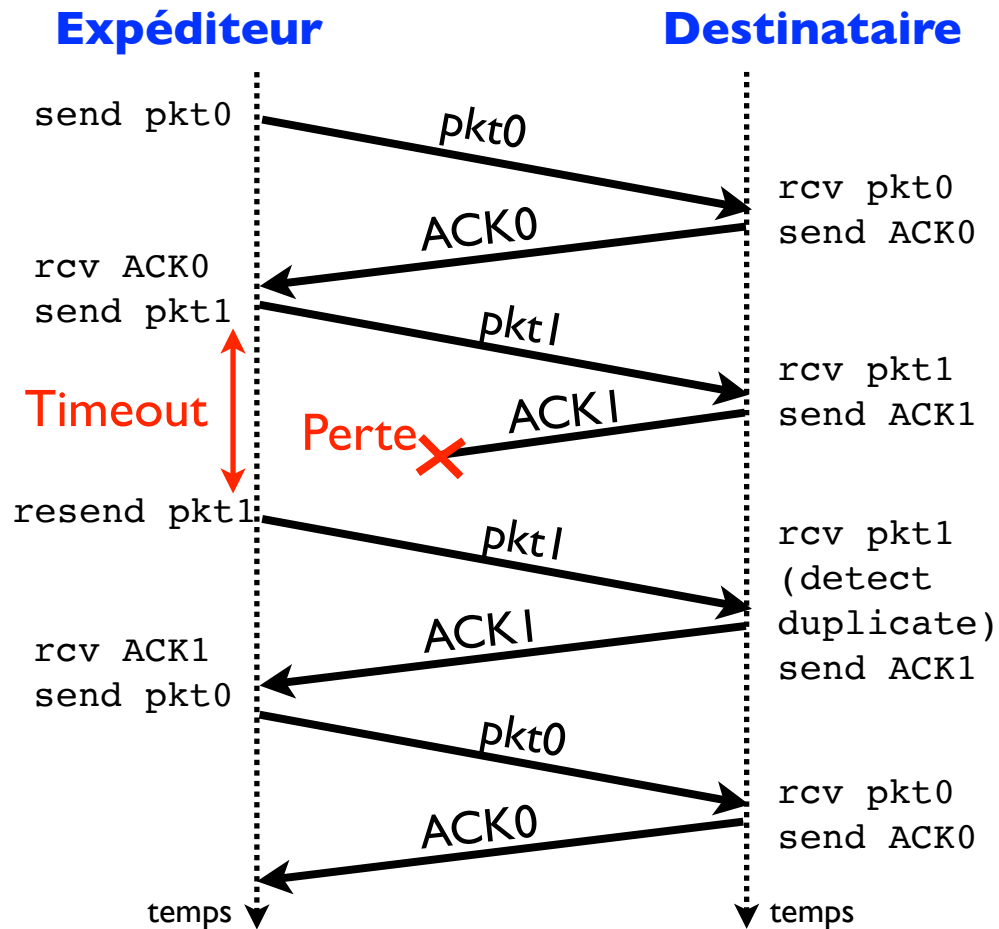 Expéditeur
Destinataire
send pkt0
pkt0
rcv pkt0
send ACK0
ACK0
rcv ACK0
send pkt1
pkt1
rcv pkt1
send ACK1
ACK1
Timeout
Perte
resend pkt1
pkt1
rcv pkt1
(detect
duplicate)
send ACK1
ACK1
rcv ACK1
send pkt0
pkt0
rcv pkt0
send ACK0
ACK0
temps
temps